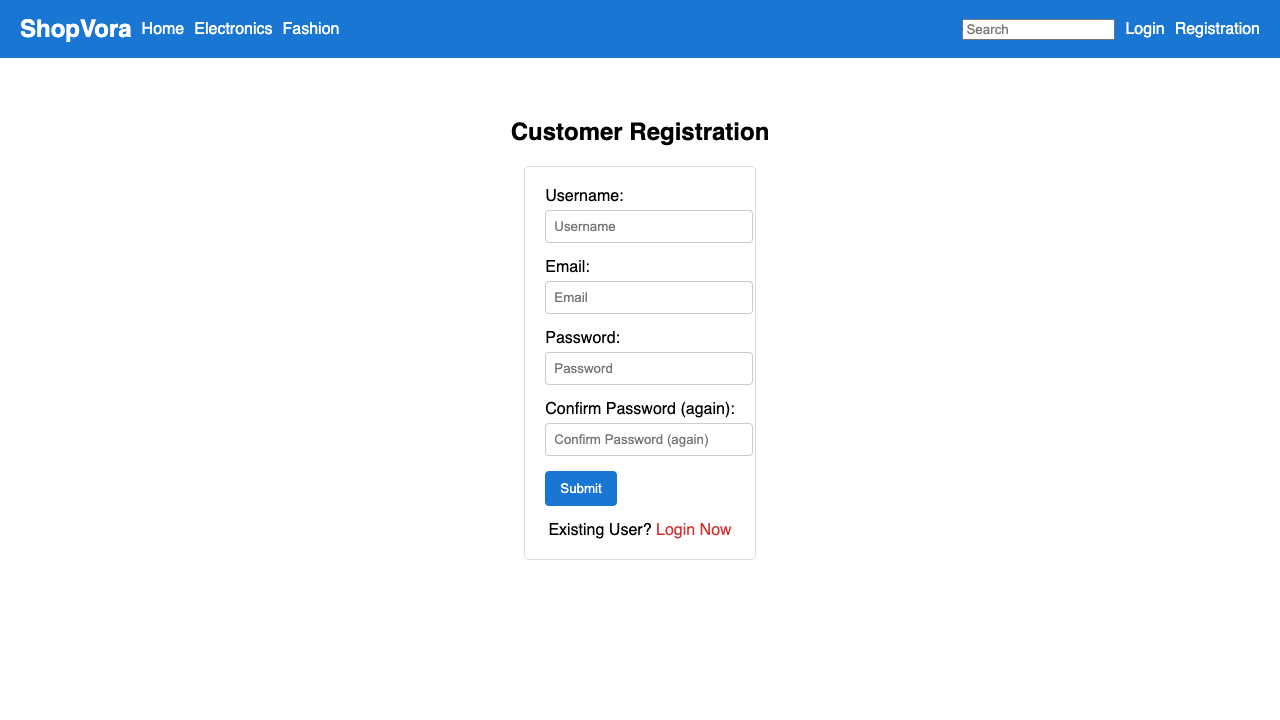 ShopVora Home Electronics Fashion Search Login Registration
Customer Registration
Username:
Username
Email:
Email
Password:
Password
Confirm Password (again):
Confirm Password (again)
Submit
Existing User? Login Now